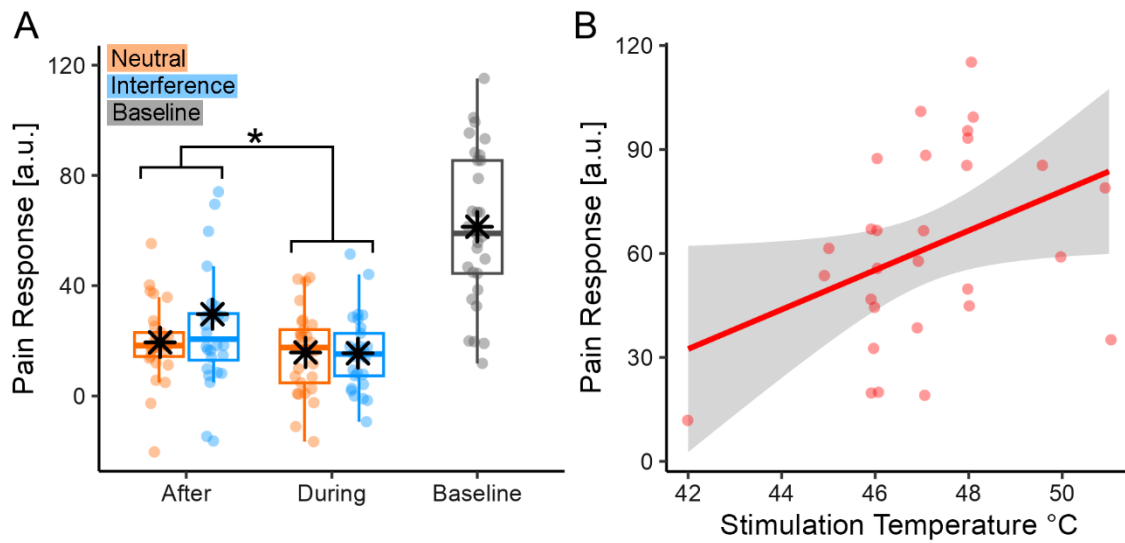 A
Neutral
Interference
Baseline
*
Pain Response [a.u.]
120
80
40
0
After
During
Baseline
B
Pain Response [a.u.]
120
90
60
30
0
42
44
46
48
50
Stimulation Temperature °C